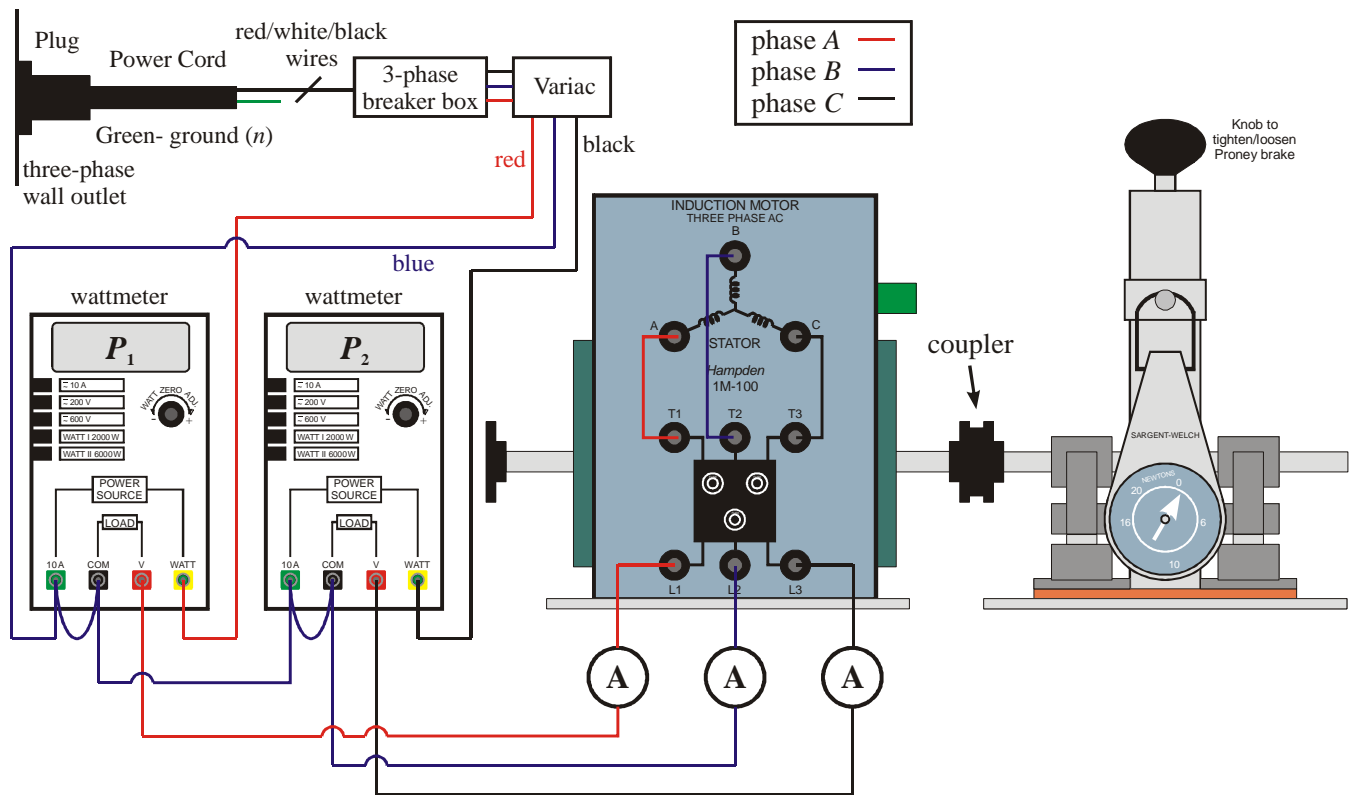 Plug
Power Cord
red/white/black
wires
3-phase
breaker box
Variac
Green- ground (n)
three-phase
wall outlet
red
black
blue
phase A
phase B
phase C
Knob to
tighten/loosen
Proney brake
wattmeter
P1
≂ 10 A
≂ 200 V
≂ 600 V
WATT I 2000 W
WATT II 6000 W
WATT ZERO ADJ.
- +
POWER
SOURCE
LOAD
10 A COM V WATT
wattmeter
P2
≂ 10 A
≂ 200 V
≂ 600 V
WATT I 2000 W
WATT II 6000 W
WATT ZERO ADJ.
- +
POWER
SOURCE
LOAD
10 A COM V WATT
INDUCTION MOTOR
THREE PHASE AC
B
A C
STATOR
Hampden
1M-100
T1 T2 T3
L1 L2 L3
A A A
coupler
SARGENT-WELCH
NEWTONS
0
6
10
16
20